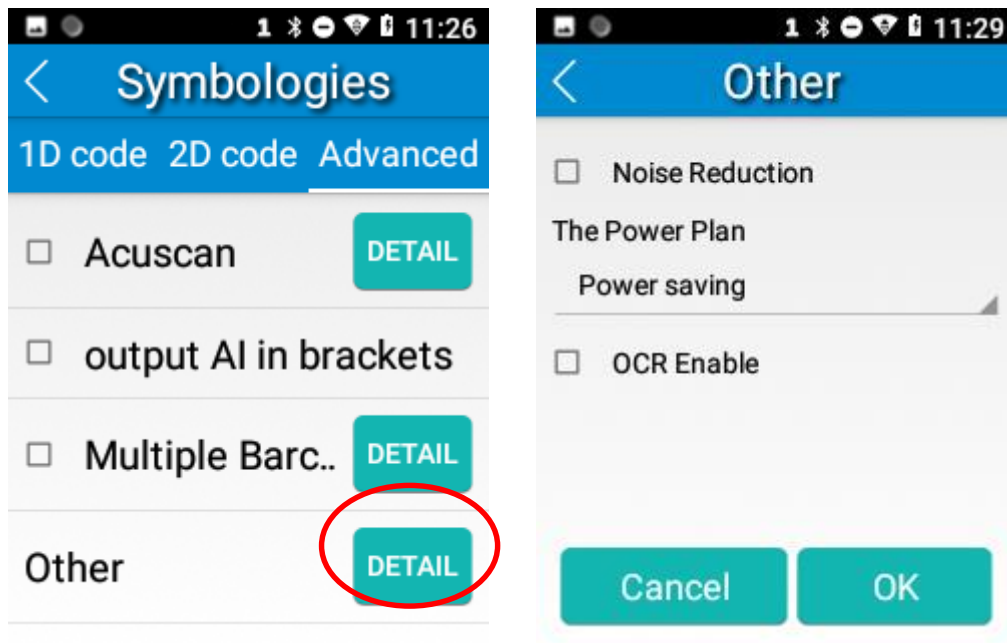 1 11:26
Symbologies
1D code 2D code Advanced
Acuscan DETAIL
output AI in brackets
Multiple Barc.. DETAIL
Other DETAIL
1 11:29
Other
Noise Reduction
The Power Plan
Power saving
OCR Enable
Cancel OK